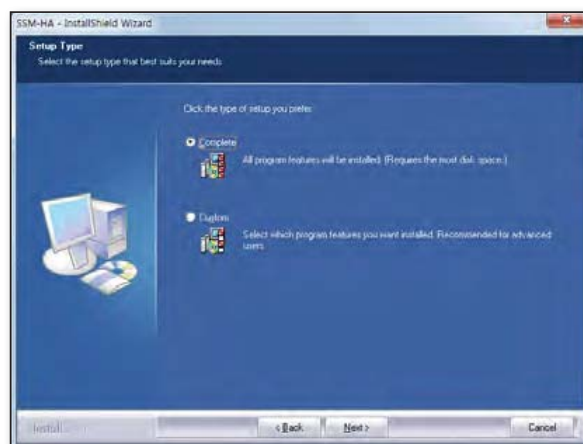 SSM-HA - InstallShield Wizard
Setup Type
Select the setup type that best suits your needs
Click the type of setup you prefer.
Complete
All program features will be installed. (Requires the most disk space.)
Custom
Select which program features you want installed. Recommended for advanced
users.
Install
< Back
Next >
Cancel